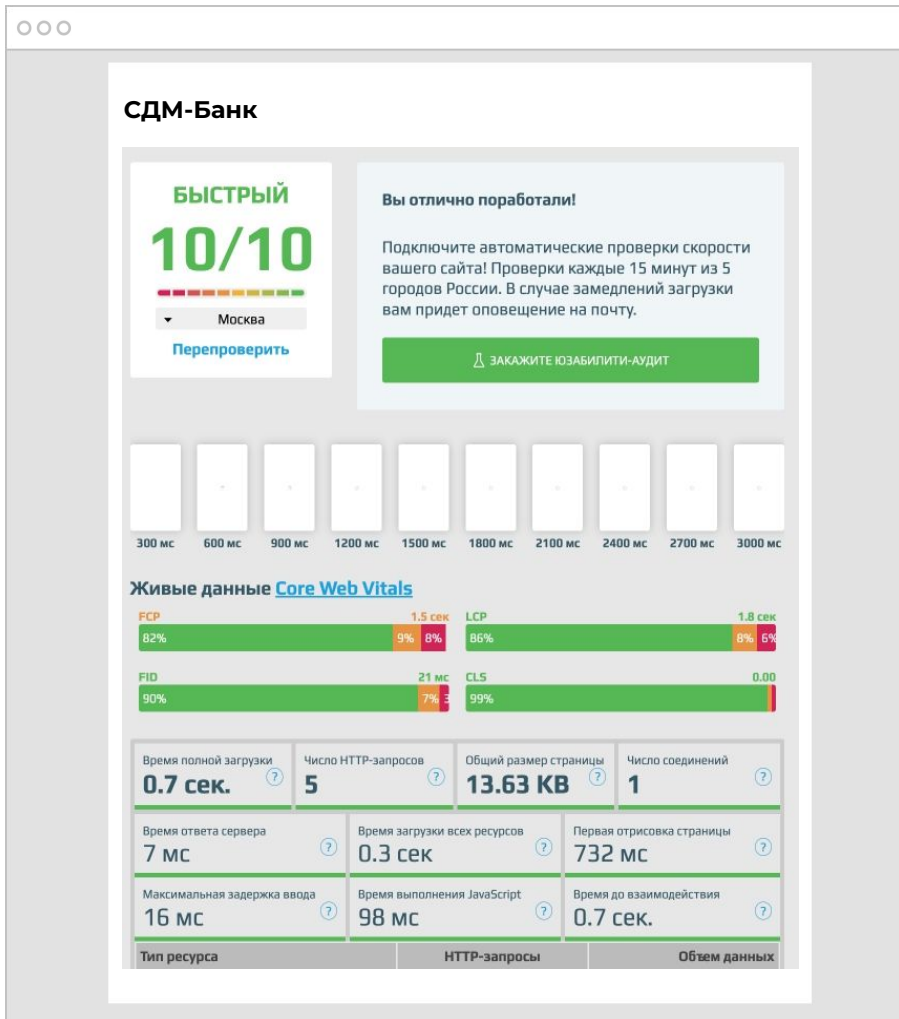 СДМ-Банк
БЫСТРЫЙ
10/10
Москва
Перепроверить
Вы отлично поработали!
Подключите автоматические проверки скорости
вашего сайта! Проверки каждые 15 минут из 5
городов России. В случае замедлений загрузки
вам придет оповещение на почту.
ЗАКАЖИТЕ ЮЗАБИЛИТИ-АУДИТ
300 мс 600 мс 900 мс 1200 мс 1500 мс 1800 мс 2100 мс 2400 мс 2700 мс 3000 мс
Живые данные Core Web Vitals
FCP 1.5 сек LCP 1.8 сек
82% 9% 8% 86% 8% 6%
FID 21 мс CLS 0.00
90% 7% 3 99%
Время полной загрузки Число HTTP-запросов Общий размер страницы Число соединений
0.7 сек. ? 5 ? 13.63 KB ? 1 ?
Время ответа сервера Время загрузки всех ресурсов Первая отрисовка страницы
7 мс ? 0.3 сек ? 732 мс ?
Максимальная задержка ввода Время выполнения JavaScript Время до взаимодействия
16 мс ? 98 мс ? 0.7 сек. ?
Тип ресурса HTTP-запросы Объем данных